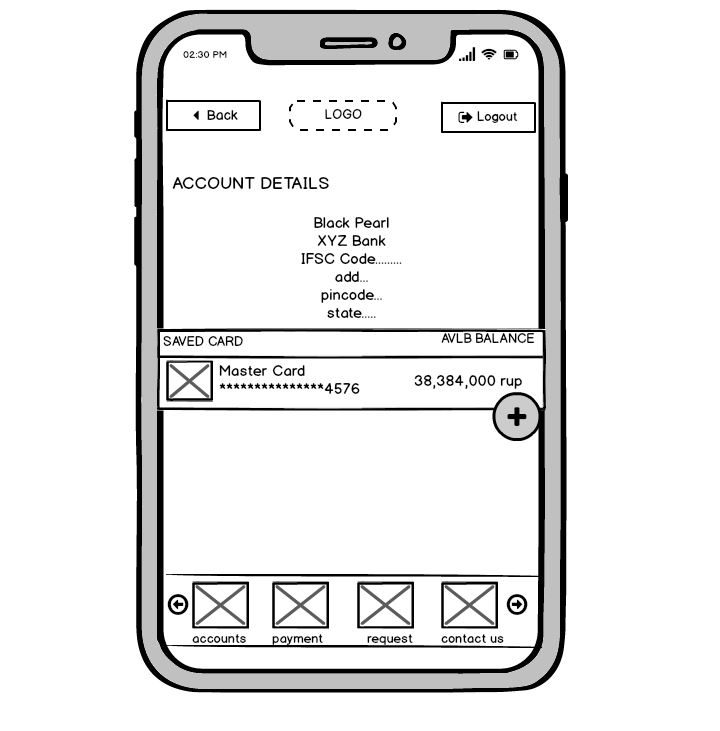 02:30 PM
Back
LOGO
Logout
ACCOUNT DETAILS
Black Pearl
XYZ Bank
IFSC Code.........
add...
pincode...
state.....
SAVED CARD AVLB BALANCE
Master Card
***************4576 38,384,000 rup
accounts payment request contact us